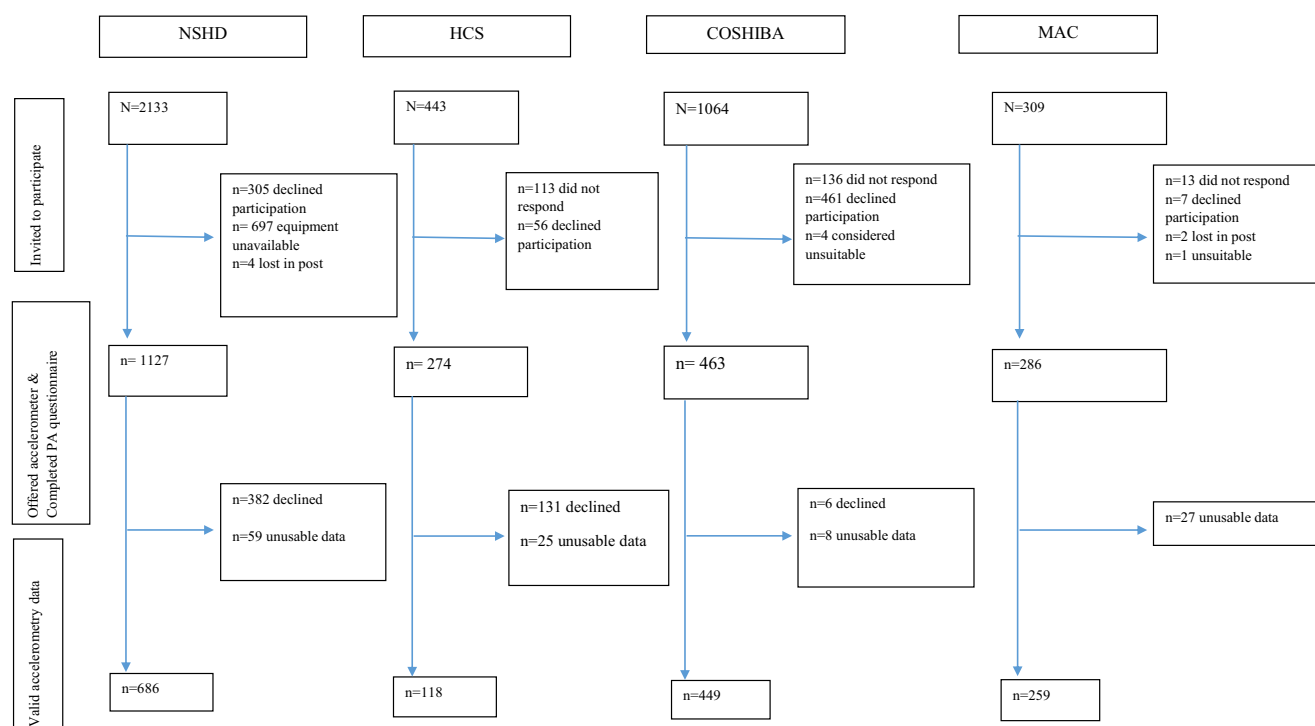 NSHD
HCS
COSHIBA
MAC
Invited to participate
N=2133
N=443
N=1064
N=309
n=305 declined
participation
n= 697 equipment
unavailable
n=4 lost in post
n=113 did not
respond
n=56 declined
participation
n=136 did not respond
n=461 declined
participation
n=4 considered
unsuitable
n=13 did not respond
n=7 declined
participation
n=2 lost in post
n=1 unsuitable
Offered accelerometer &
Completed PA questionnaire
n= 1127
n= 274
n= 463
n=286
n=382 declined
n=59 unusable data
n=131 declined
n=25 unusable data
n=6 declined
n=8 unusable data
n=27 unusable data
Valid accelerometry data
n=686
n=118
n=449
n=259